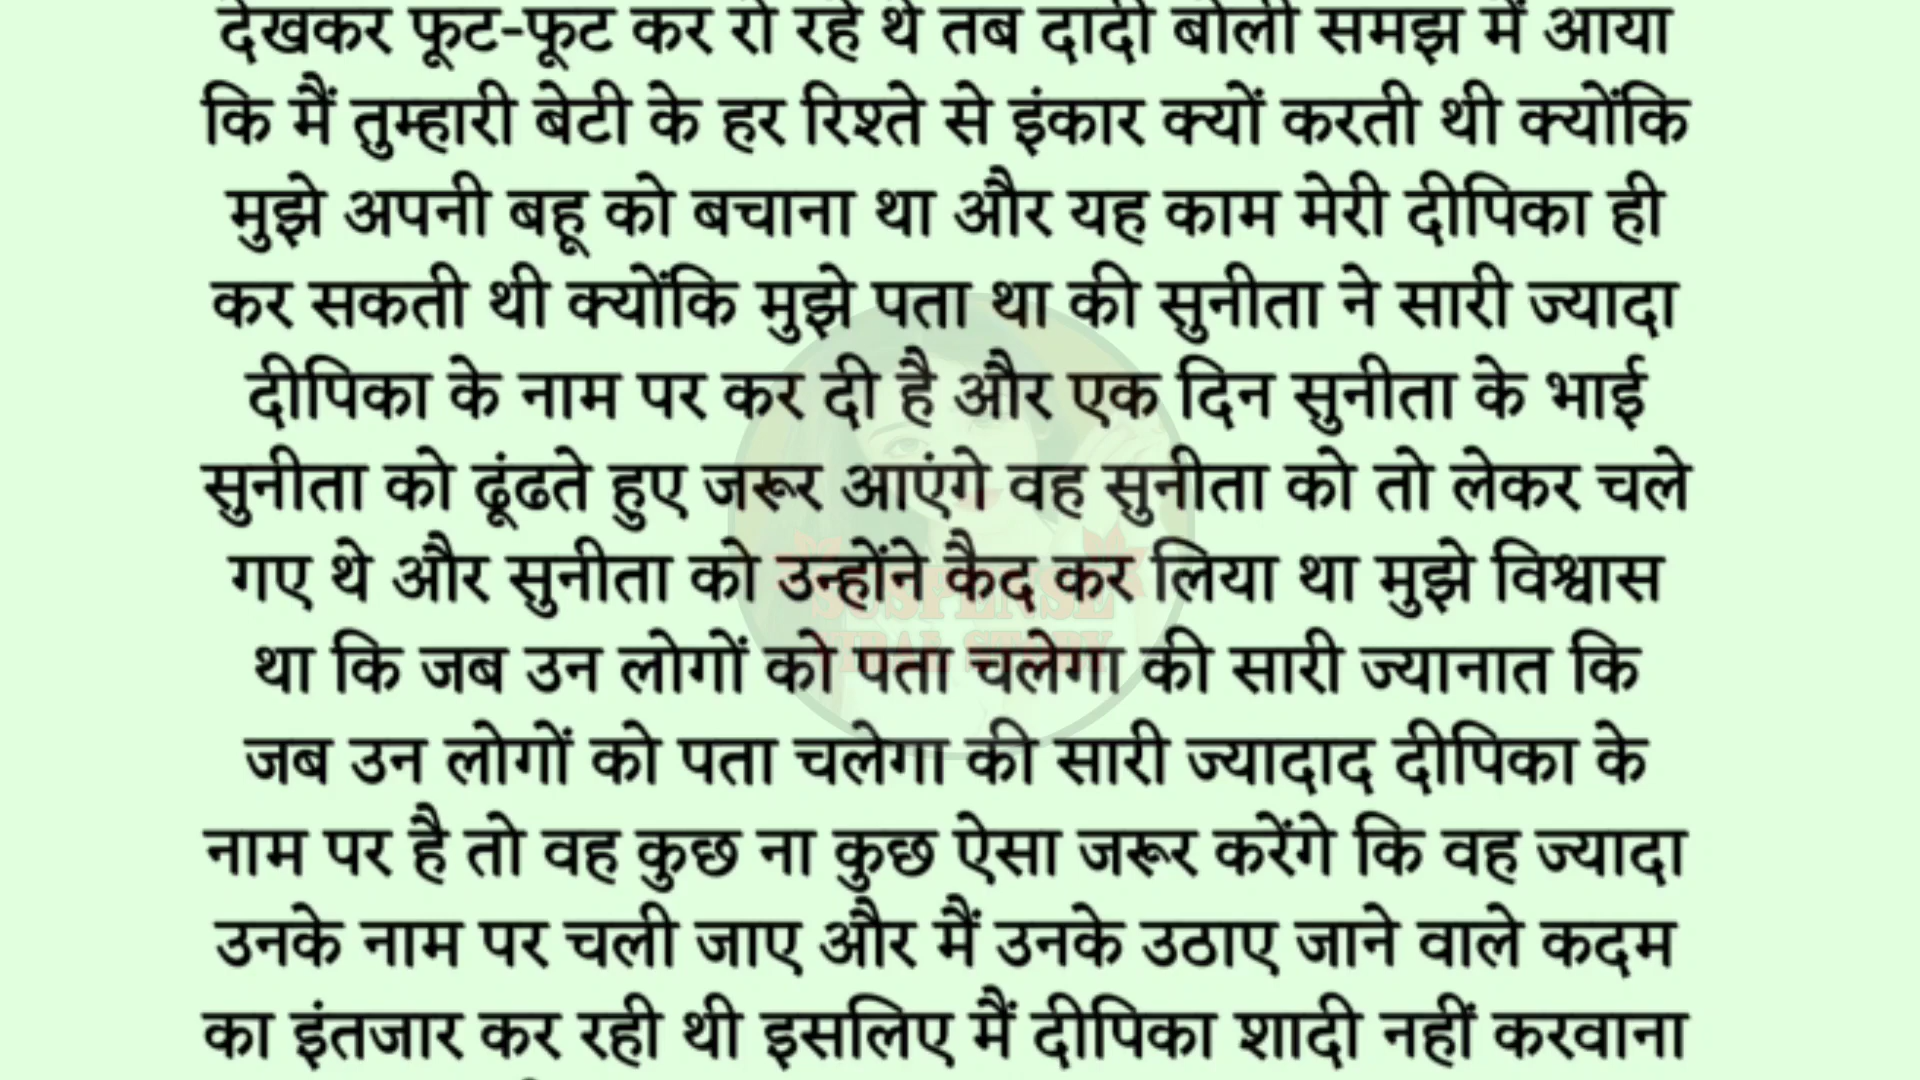 देखकर फूट-फूट कर रो रहे थे तब दादी बोली समझ में आया
कि मैं तुम्हारी बेटी के हर रिश्ते से इंकार क्यों करती थी क्योंकि
मुझे अपनी बहू को बचाना था और यह काम मेरी दीपिका ही
कर सकती थी क्योंकि मुझे पता था की सुनीता ने सारी ज्यादा
दीपिका के नाम पर कर दी है और एक दिन सुनीता के भाई
सुनीता को ढूंढते हुए जरूर आएंगे वह सुनीता को तो लेकर चले
गए थे और सुनीता को उन्होंने कैद कर लिया था मुझे विश्वास
SUSPENSE
था कि जब उन लोगों को पता चलेगा की सारी ज्यानात कि
VIRAL STORY
जब उन लोगों को पता चलेगा की सारी ज्यादाद दीपिका के
नाम पर है तो वह कुछ ना कुछ ऐसा जरूर करेंगे कि वह ज्यादा
उनके नाम पर चली जाए और मैं उनके उठाए जाने वाले कदम
का इंतजार कर रही थी इसलिए मैं दीपिका शादी नहीं करवाना